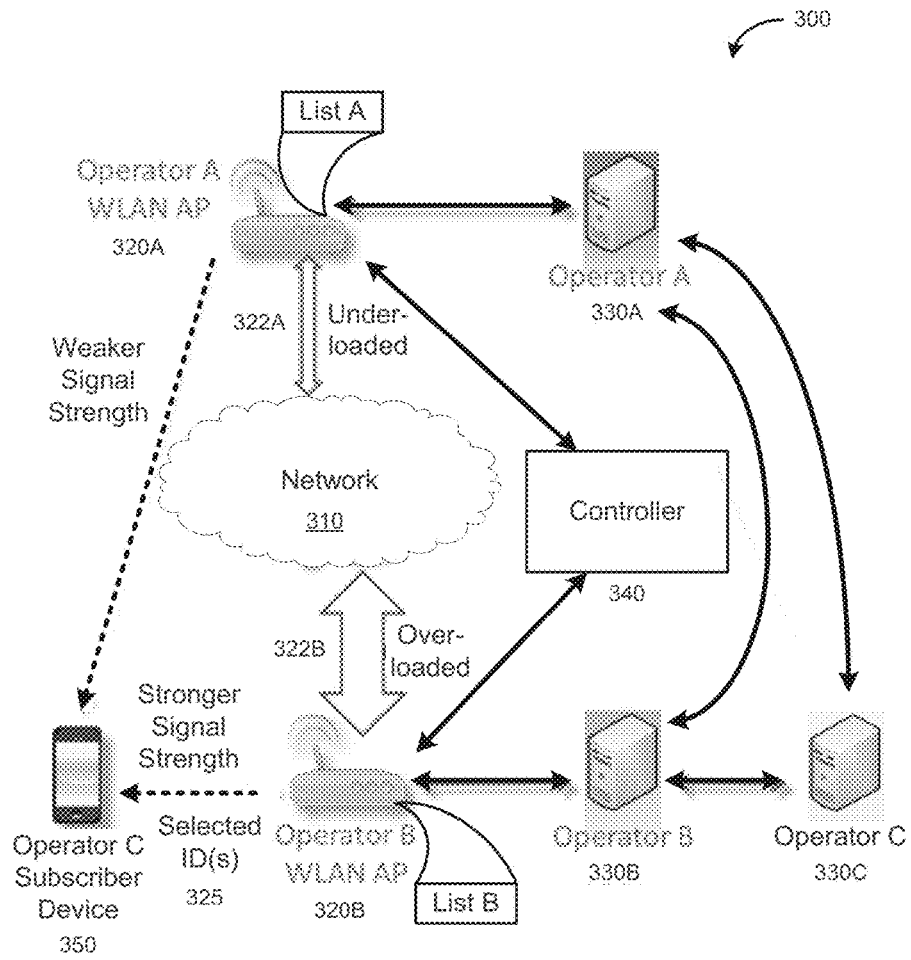 300
List A
Operator A
WLAN AP
320A
Operator A
330A
322A
Under-
loaded
Weaker
Signal
Strength
Network
310
Controller
340
322B
Over-
loaded
Stronger
Signal
Strength
Selected
ID(s)
325
Operator C
Subscriber
Device
350
Operator B
WLAN AP
320B
List B
Operator B
330B
Operator C
330C